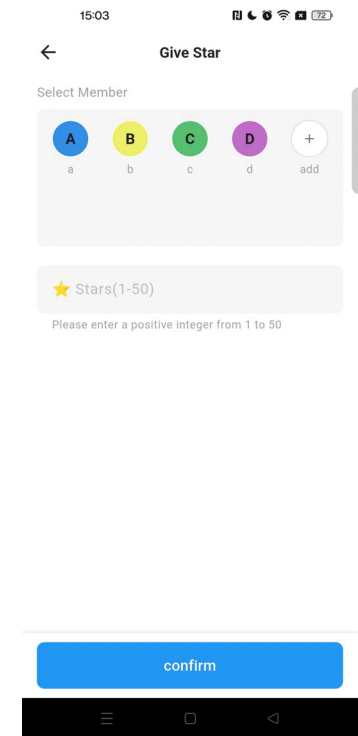 15:03
72
Give Star
Select Member
A B C D +
a b c d add
⭐ Stars(1-50)
Please enter a positive integer from 1 to 50
confirm